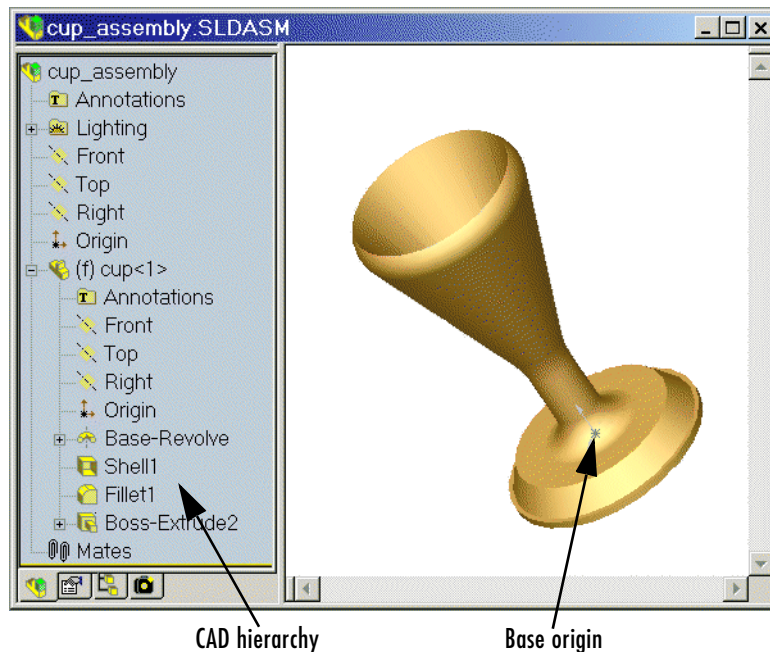 cup_assembly.SLDASM
cup_assembly
Annotations
Lighting
Front
Top
Right
Origin
(f) cup<1>
Annotations
Front
Top
Right
Origin
Base-Revolve
Shell1
Fillet1
Boss-Extrude2
Mates
CAD hierarchy
Base origin